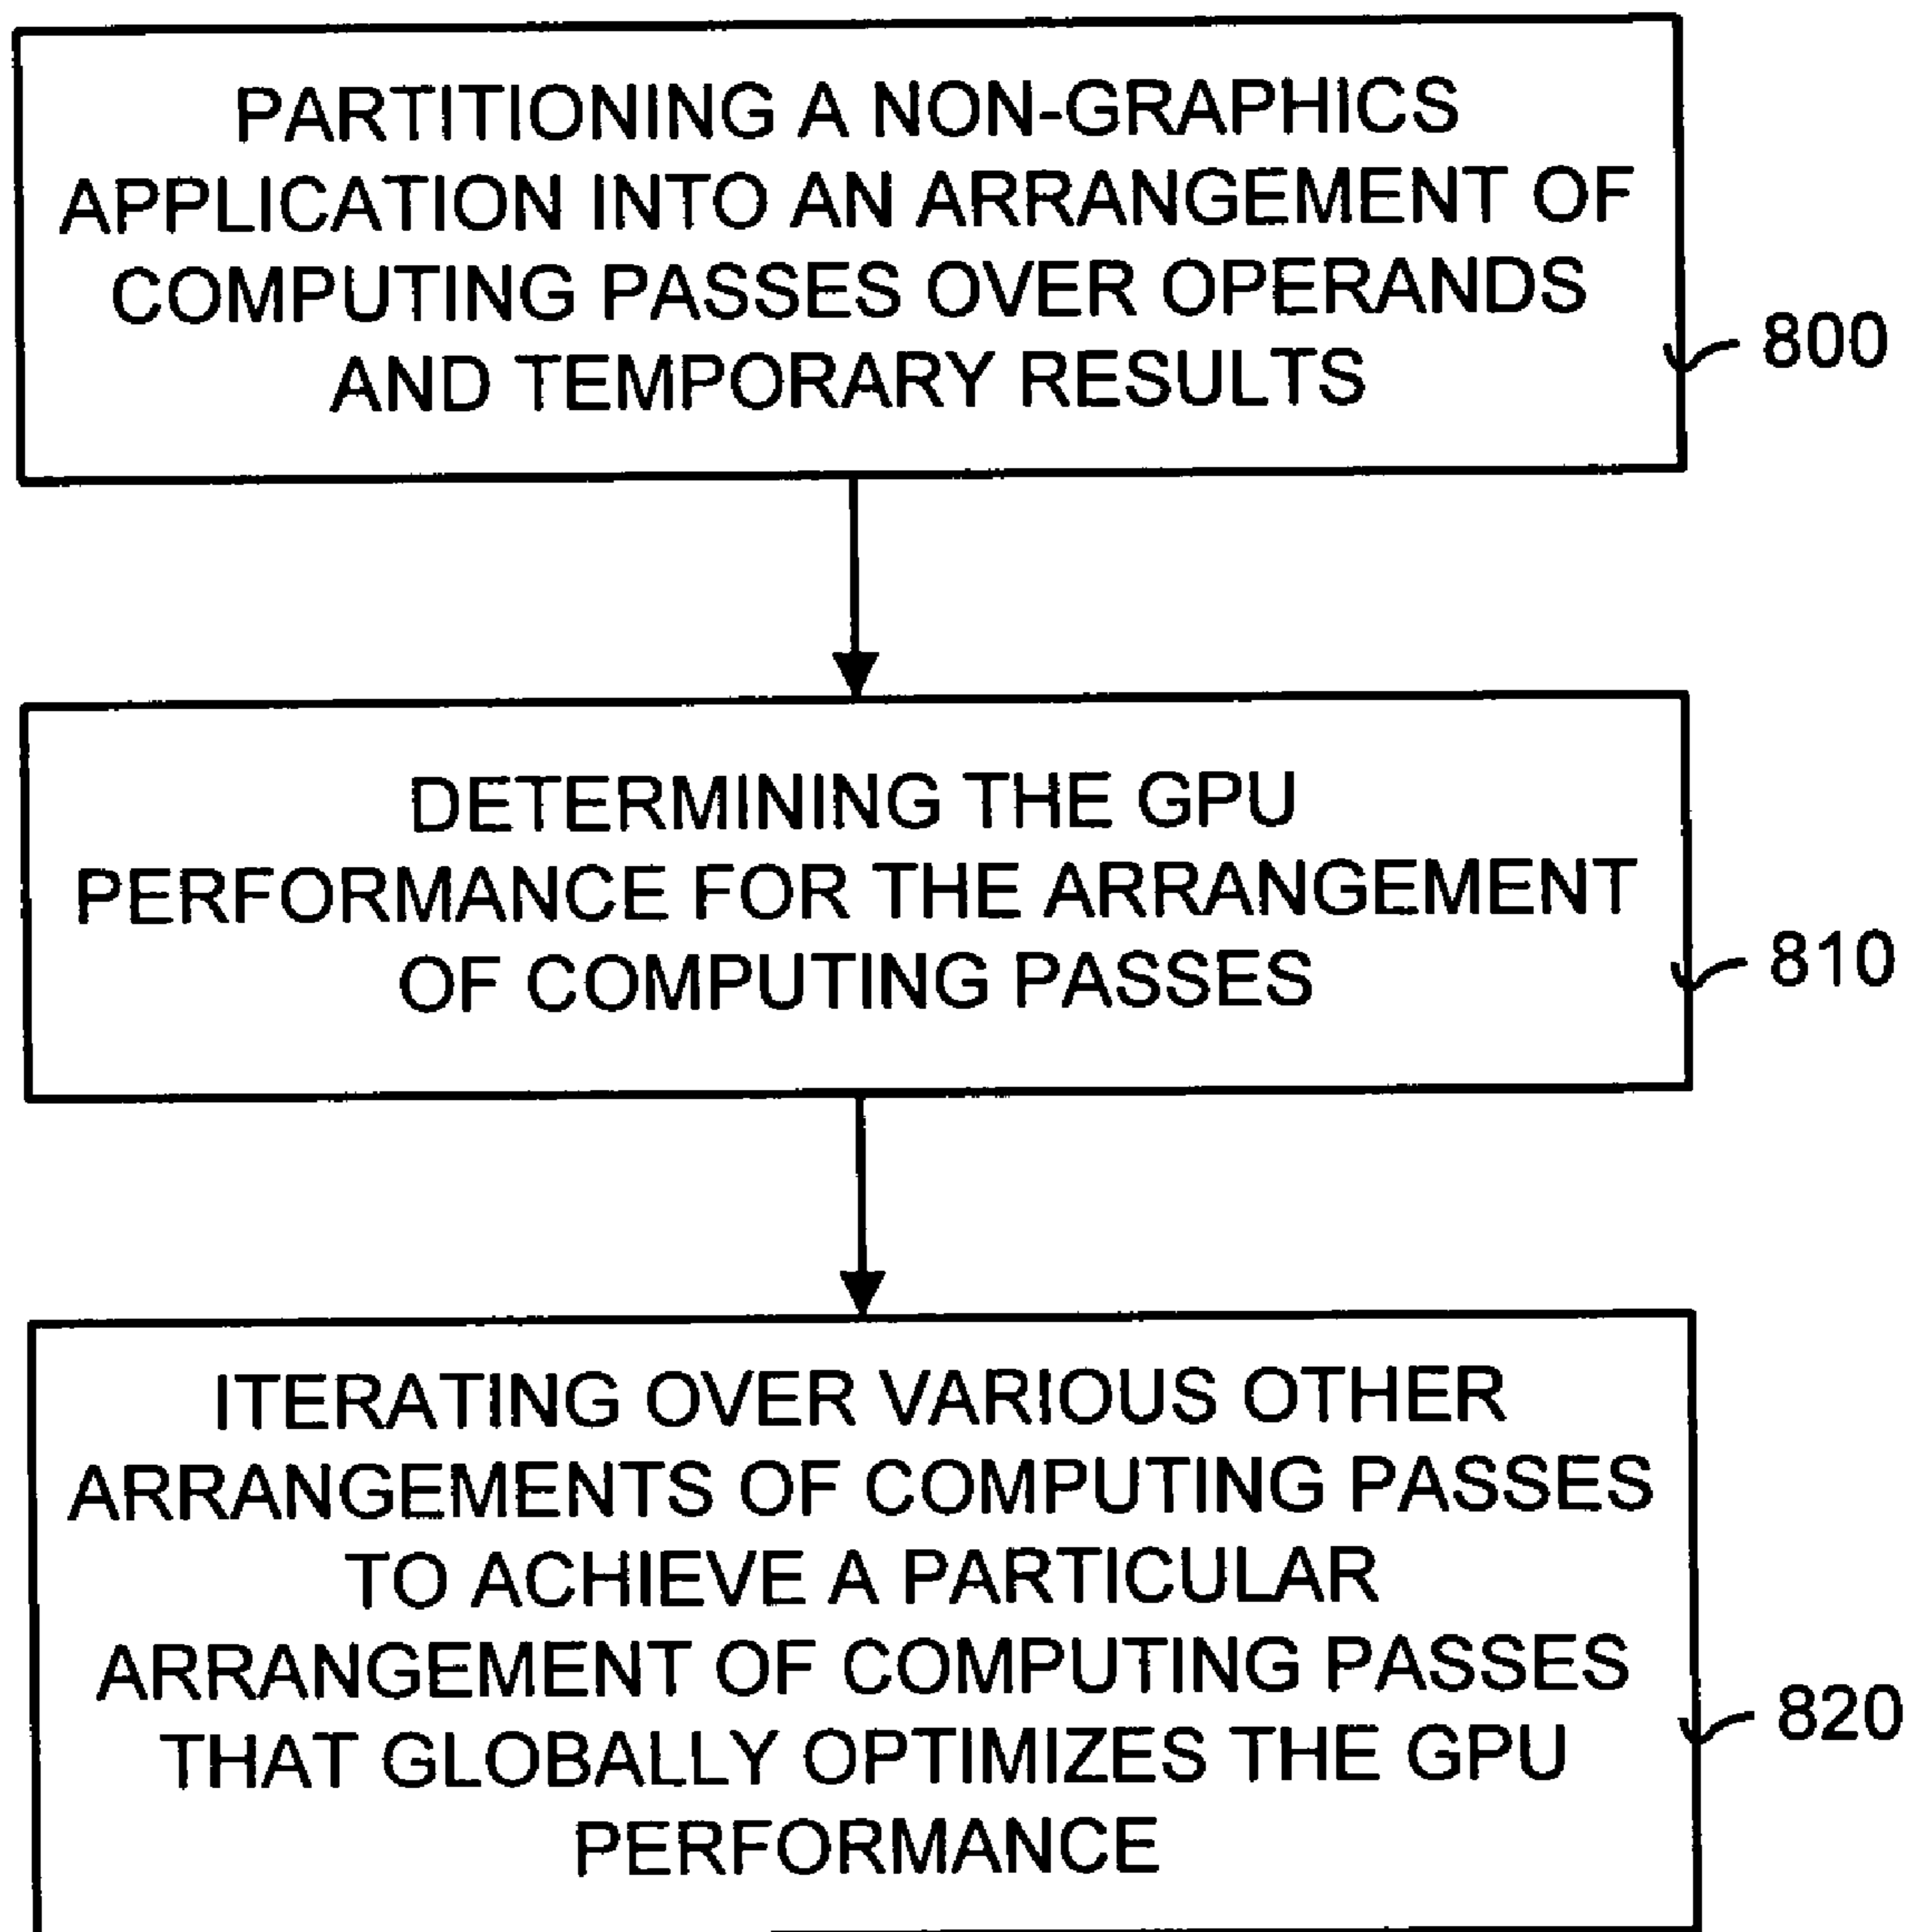 PARTITIONING A NON-GRAPHICS
APPLICATION INTO AN ARRANGEMENT OF
COMPUTING PASSES OVER OPERANDS
AND TEMPORARY RESULTS
800
DETERMINING THE GPU
PERFORMANCE FOR THE ARRANGEMENT
OF COMPUTING PASSES
810
ITERATING OVER VARIOUS OTHER
ARRANGEMENTS OF COMPUTING PASSES
TO ACHIEVE A PARTICULAR
ARRANGEMENT OF COMPUTING PASSES
THAT GLOBALLY OPTIMIZES THE GPU
PERFORMANCE
820